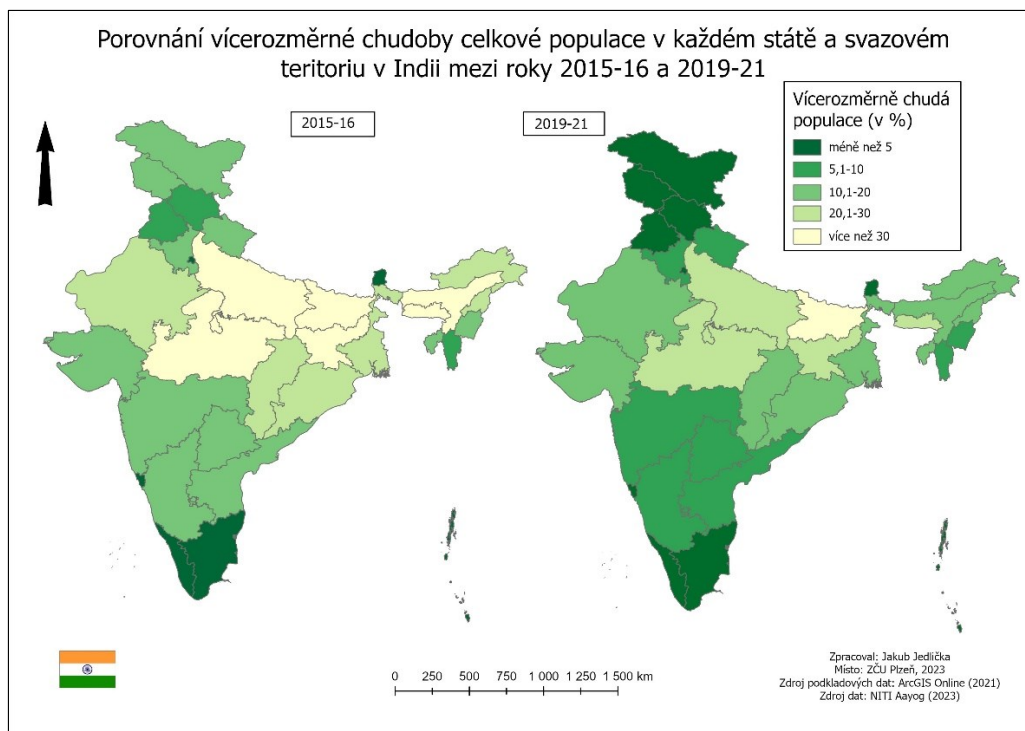 Porovnání vícerozměrné chudoby celkové populace v každém státě a svazovém
teritoriu v Indii mezi roky 2015-16 a 2019-21
2015-16
2019-21
Vícerozměrně chudá
populace (v %)
méně než 5
5,1-10
10,1-20
20,1-30
více než 30
0 250 500 750 1 000 1 250 1 500 km
Zpracoval: Jakub Jedlička
Místo: ZČU Plzeň, 2023
Zdroj podkladových dat: ArcGIS Online (2021)
Zdroj dat: NITI Aayog (2023)